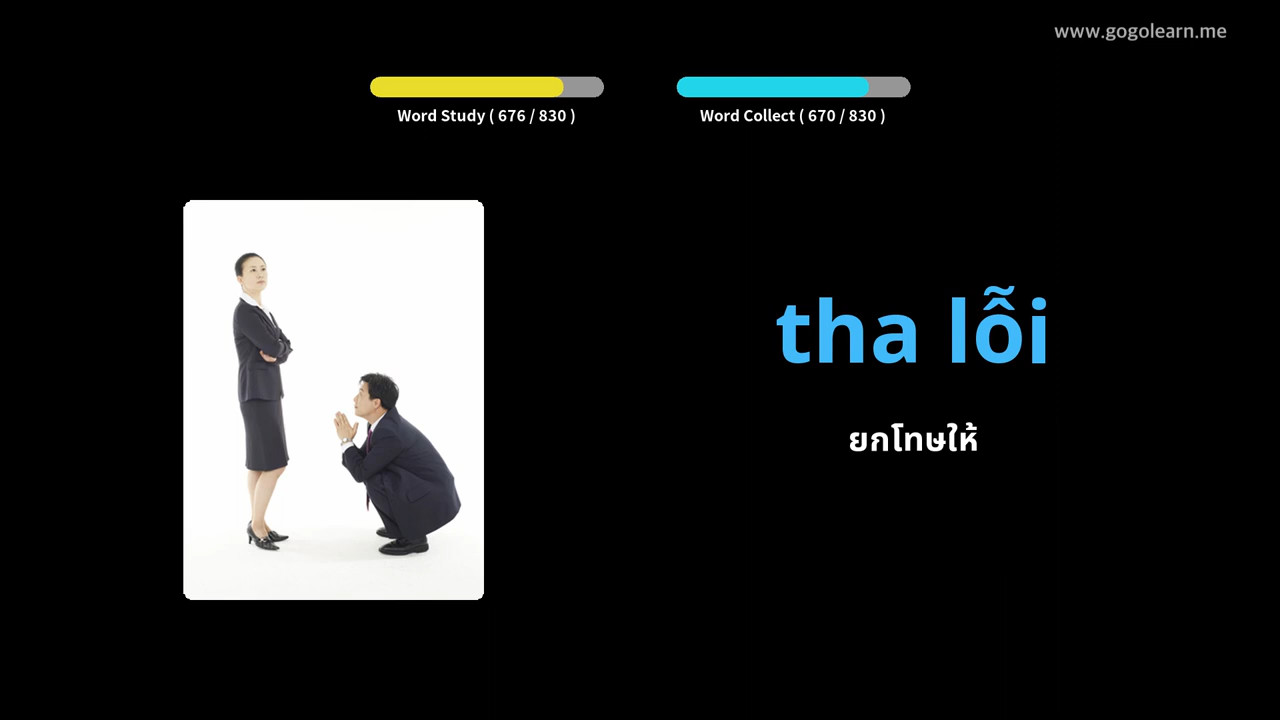 www.gogolearn.me
Word Study ( 676 / 830 )
Word Collect ( 670 / 830 )
tha lỗi
ยกโทษให้